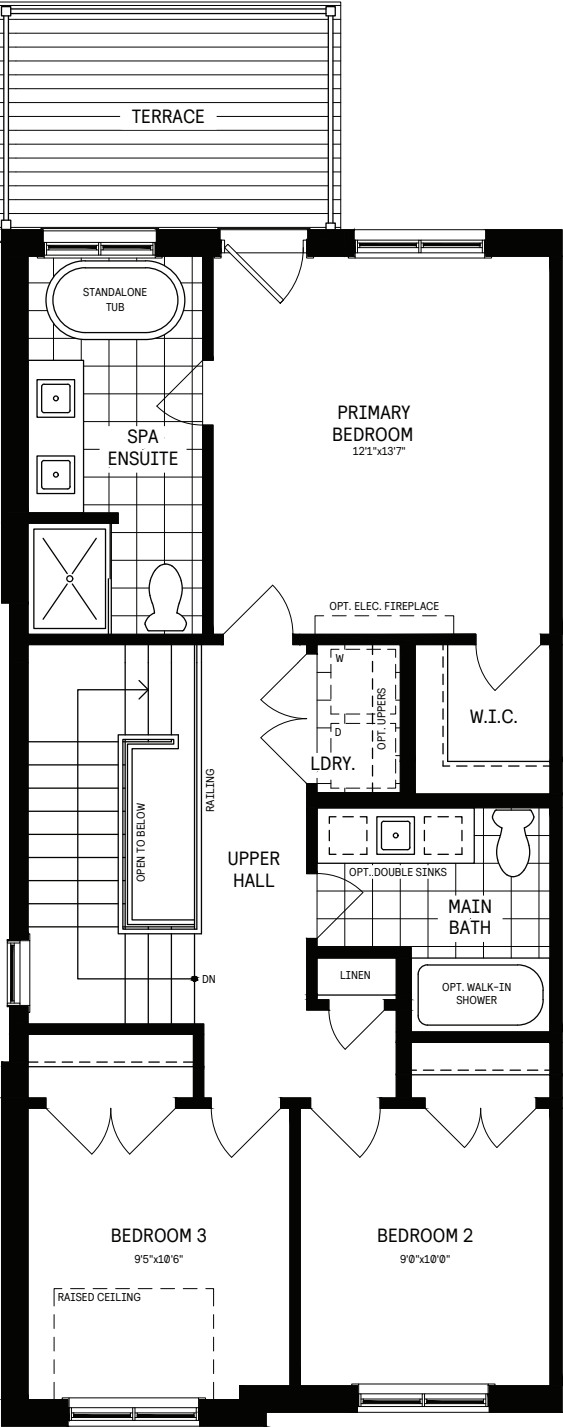 TERRACE
STANDALONE
TUB
PRIMARY
BEDROOM
12'1"x13'7"
SPA
ENSUITE
OPT. ELEC. FIREPLACE
W
D
OPT. UPPERS
LDRY.
W.I.C.
RAILING
OPEN TO BELOW
UPPER
HALL
OPT. DOUBLE SINKS
MAIN
BATH
DN
LINEN
OPT. WALK-IN
SHOWER
BEDROOM 3
9'5"x10'6"
BEDROOM 2
9'0"x10'0"
RAISED CEILING